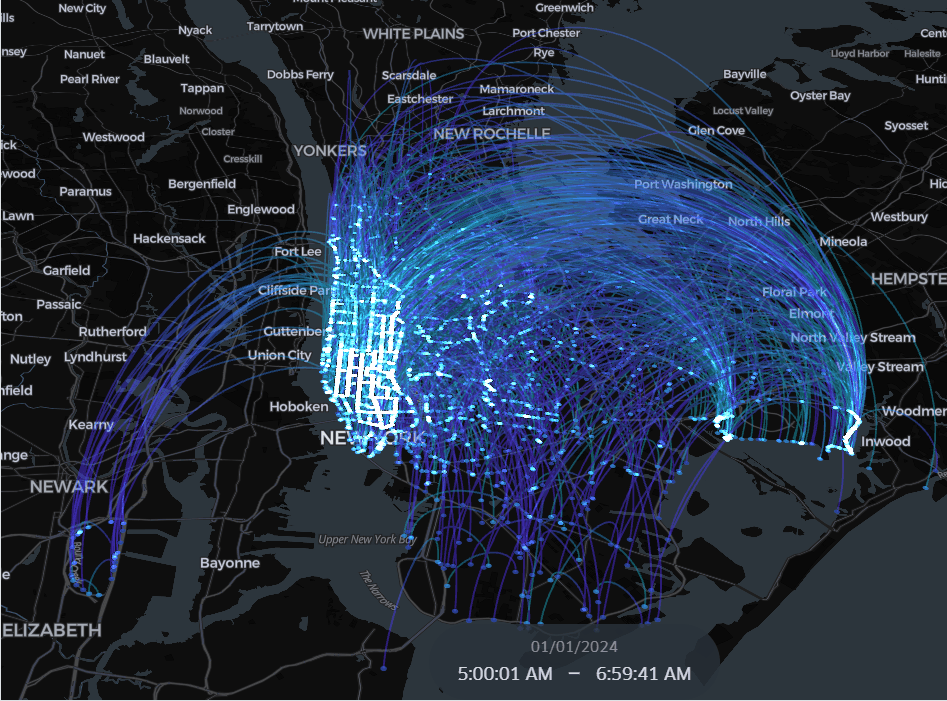 Mount Pleasant
New City
Greenwich
Nyack
Tarrytown
WHITE PLAINS
Port Chester
Nanuet
Blauvelt
Rye
Lloyd Harbor
Halesite
Pearl River
Dobbs Ferry
Scarsdale
Bayville
Tappan
Mamaroneck
Oyster Bay
Eastchester
Norwood
Larchmont
Locust Valley
Westwood
Closter
NEW ROCHELLE
Glen Cove
Syosset
YONKERS
Cresskill
Paramus
Bergenfield
Port Washington
Lawn
Englewood
Great Neck
North Hills
Westbury
Hackensack
Mineola
Fort Lee
Garfield
HEMPSTE
Passaic
Cliffside Par
Floral Park
Rutherford
Guttenbe
Elmont
North Valley Stream
Nutley
Lyndhurst
Union City
Valley Stream
Hoboken
Woodmer
Kearny
NEW YORK
Inwood
NEWARK
Upper New York Bay
Bayonne
The Narrows
ELIZABETH
01/01/2024
5:00:01 AM – 6:59:41 AM